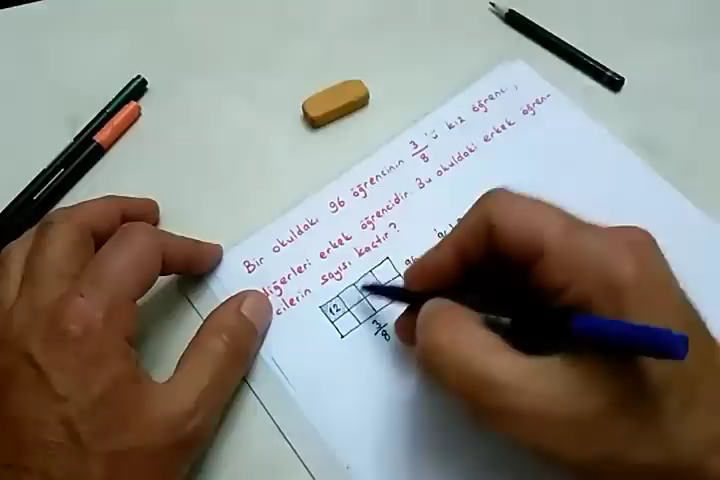 Bir okuldaki 96 öğrencinin 3/8 'ü kız öğrenci,
diğerleri erkek öğrencidir. Bu okuldaki erkek öğren-
cilerin sayısı kaçtır?
12
3/8